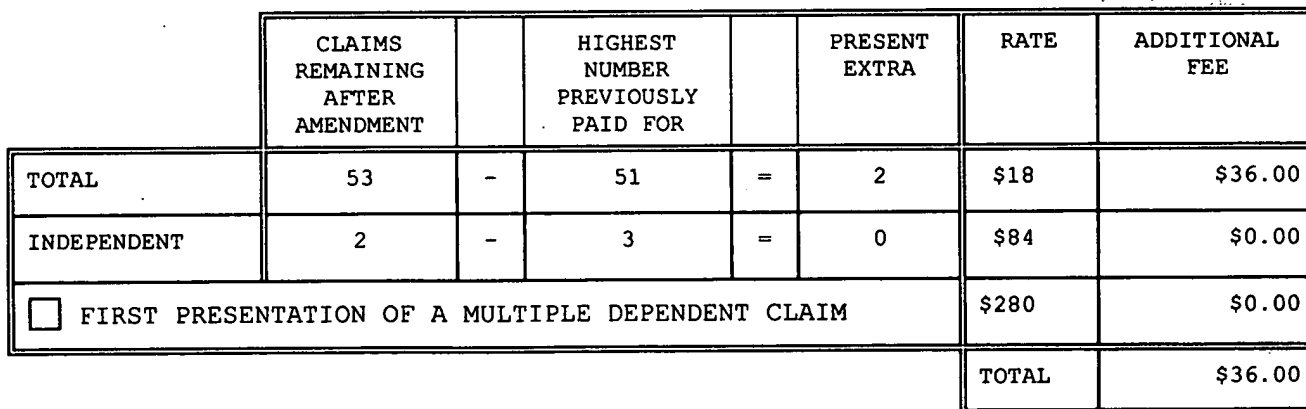 CLAIMS REMAINING AFTER AMENDMENT HIGHEST NUMBER PREVIOUSLY PAID FOR PRESENT EXTRA RATE ADDITIONAL FEE
TOTAL 53 - 51 = 2 $18 $36.00
INDEPENDENT 2 - 3 = 0 $84 $0.00
FIRST PRESENTATION OF A MULTIPLE DEPENDENT CLAIM $280 $0.00
TOTAL $36.00